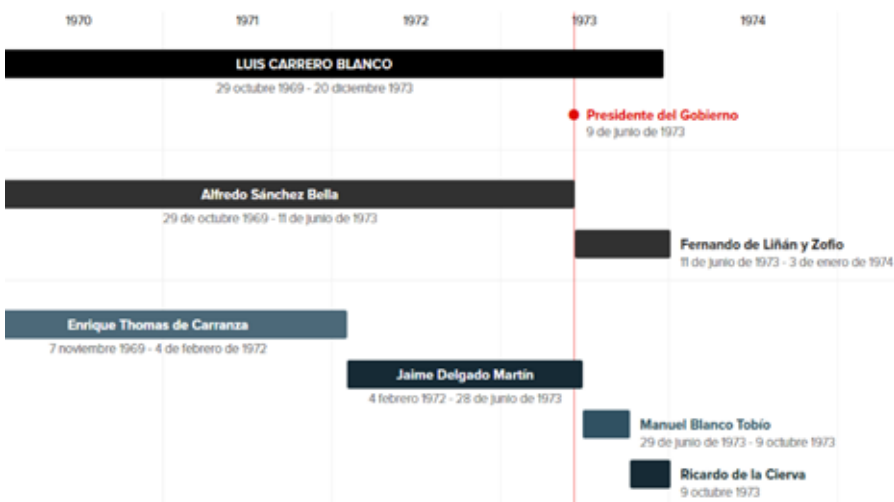 1970 1971 1972 1973 1974
LUIS CARRERO BLANCO
29 octubre 1969 - 20 diciembre 1973
Presidente del Gobierno
9 de junio de 1973
Alfredo Sánchez Bella
29 de octubre 1969 - 11 de junio de 1973
Fernando de Liñán y Zofio
11 de junio de 1973 - 3 de enero de 1974
Enrique Thomas de Carranza
7 noviembre 1969 - 4 de febrero de 1972
Jaime Delgado Martín
4 febrero 1972 - 28 de junio de 1973
Manuel Blanco Tobío
29 de junio de 1973 - 9 octubre 1973
Ricardo de la Cierva
9 octubre 1973